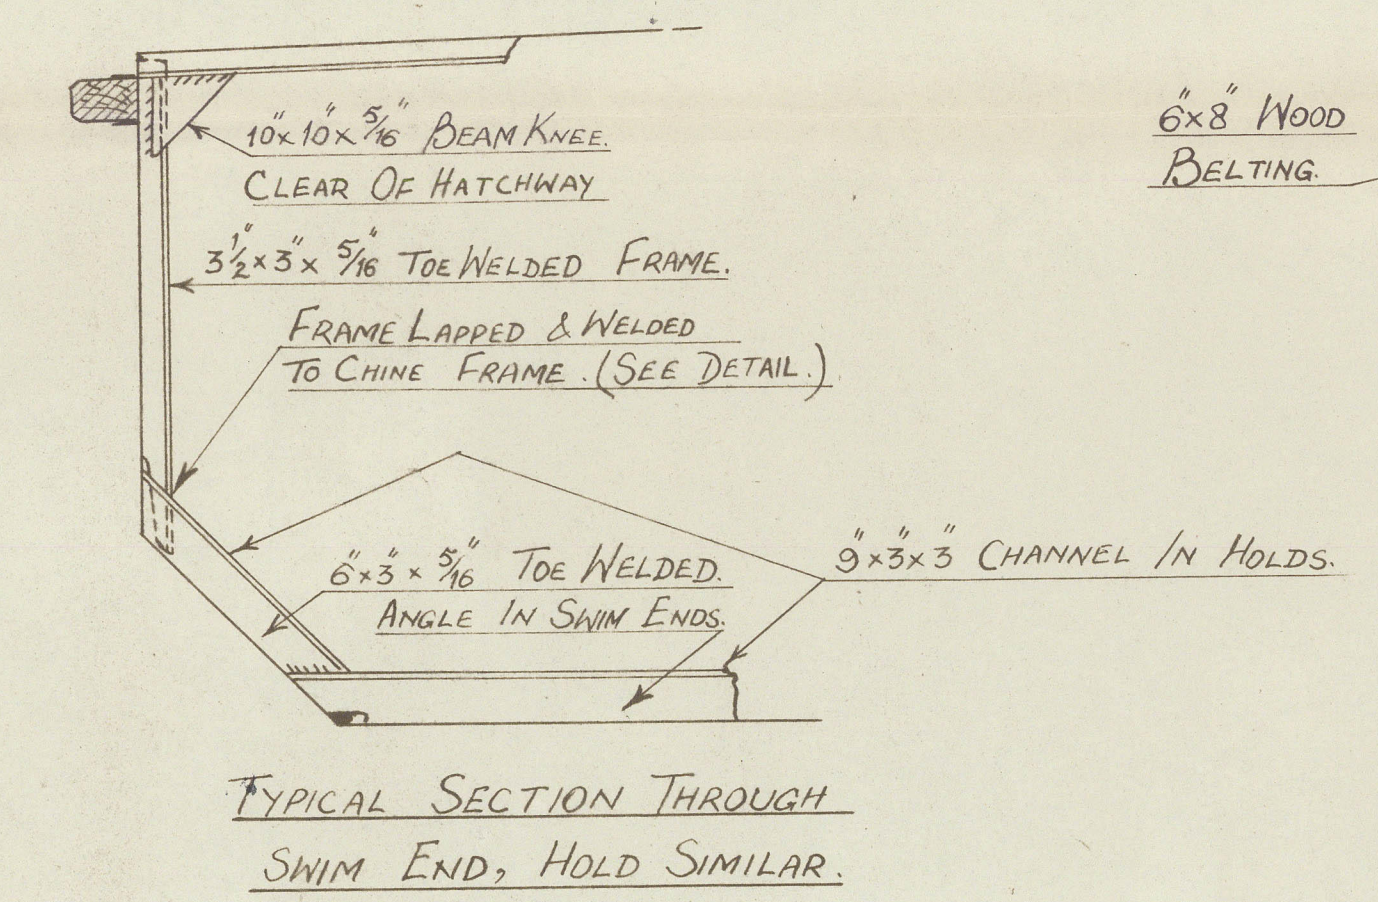 10"x10"x 5/16" BEAM KNEE.
CLEAR OF HATCHWAY
6"x8" WOOD
BELTING.
3 1/2"x 3"x 5/16" TOE WELDED FRAME.
FRAME LAPPED & WELDED
TO CHINE FRAME. (SEE DETAIL.)
6"x3"x 5/16" TOE WELDED.
ANGLE IN SWIM ENDS.
9"x3"x3" CHANNEL IN HOLDS.
TYPICAL SECTION THROUGH
SWIM END, HOLD SIMILAR.